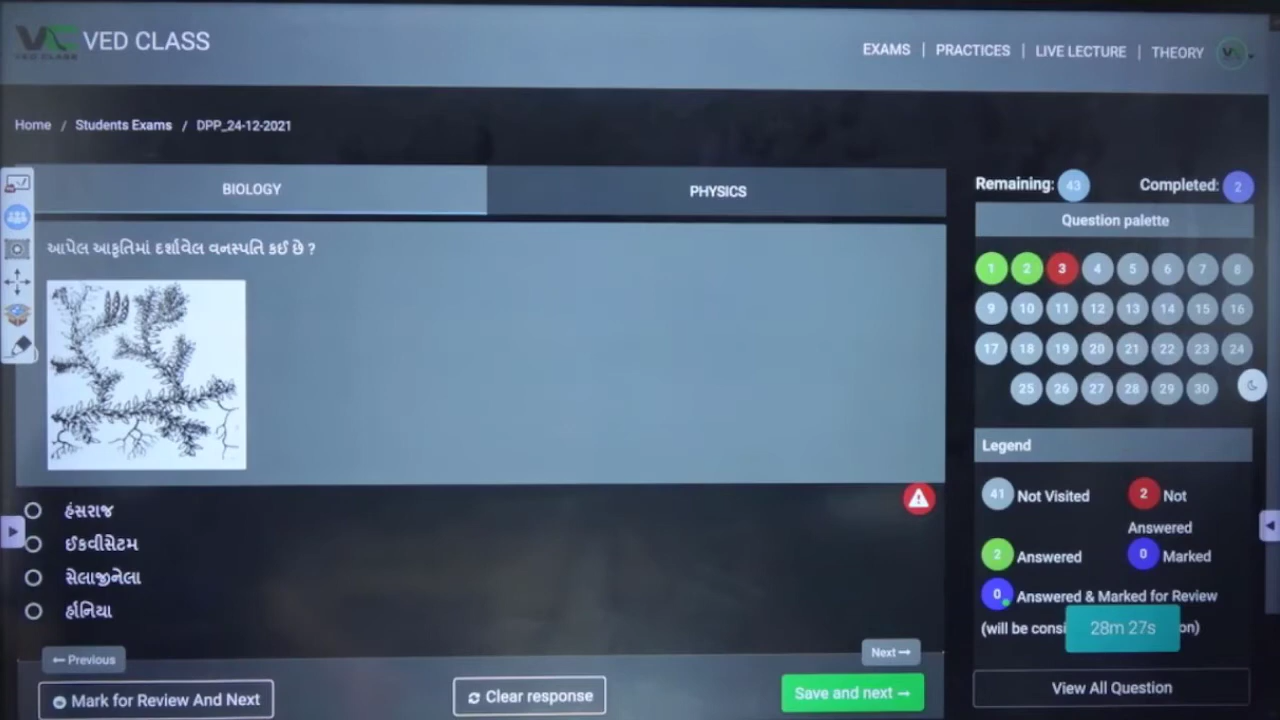 VED CLASS
VED CLASS
EXAMS | PRACTICES | LIVE LECTURE | THEORY
Home / Students Exams / DPP_24-12-2021
BIOLOGY
PHYSICS
Remaining: 43 Completed: 2
Question palette
આપેલ આકૃતિમાં દર્શાવેલ વનસ્પતિ કઈ છે ?
1 2 3 4 5 6 7 8
9 10 11 12 13 14 15 16
17 18 19 20 21 22 23 24
25 26 27 28 29 30
Legend
41 Not Visited
2 Not Answered
2 Answered
0 Marked
0 Answered & Marked for Review
(will be consi
on)
28m 27s
હંસરાજ
ઈકવીસેટમ
સેલાજીનેલા
ર્હાનિયા
← Previous
Next →
Mark for Review And Next
Clear response
Save and next →
View All Question